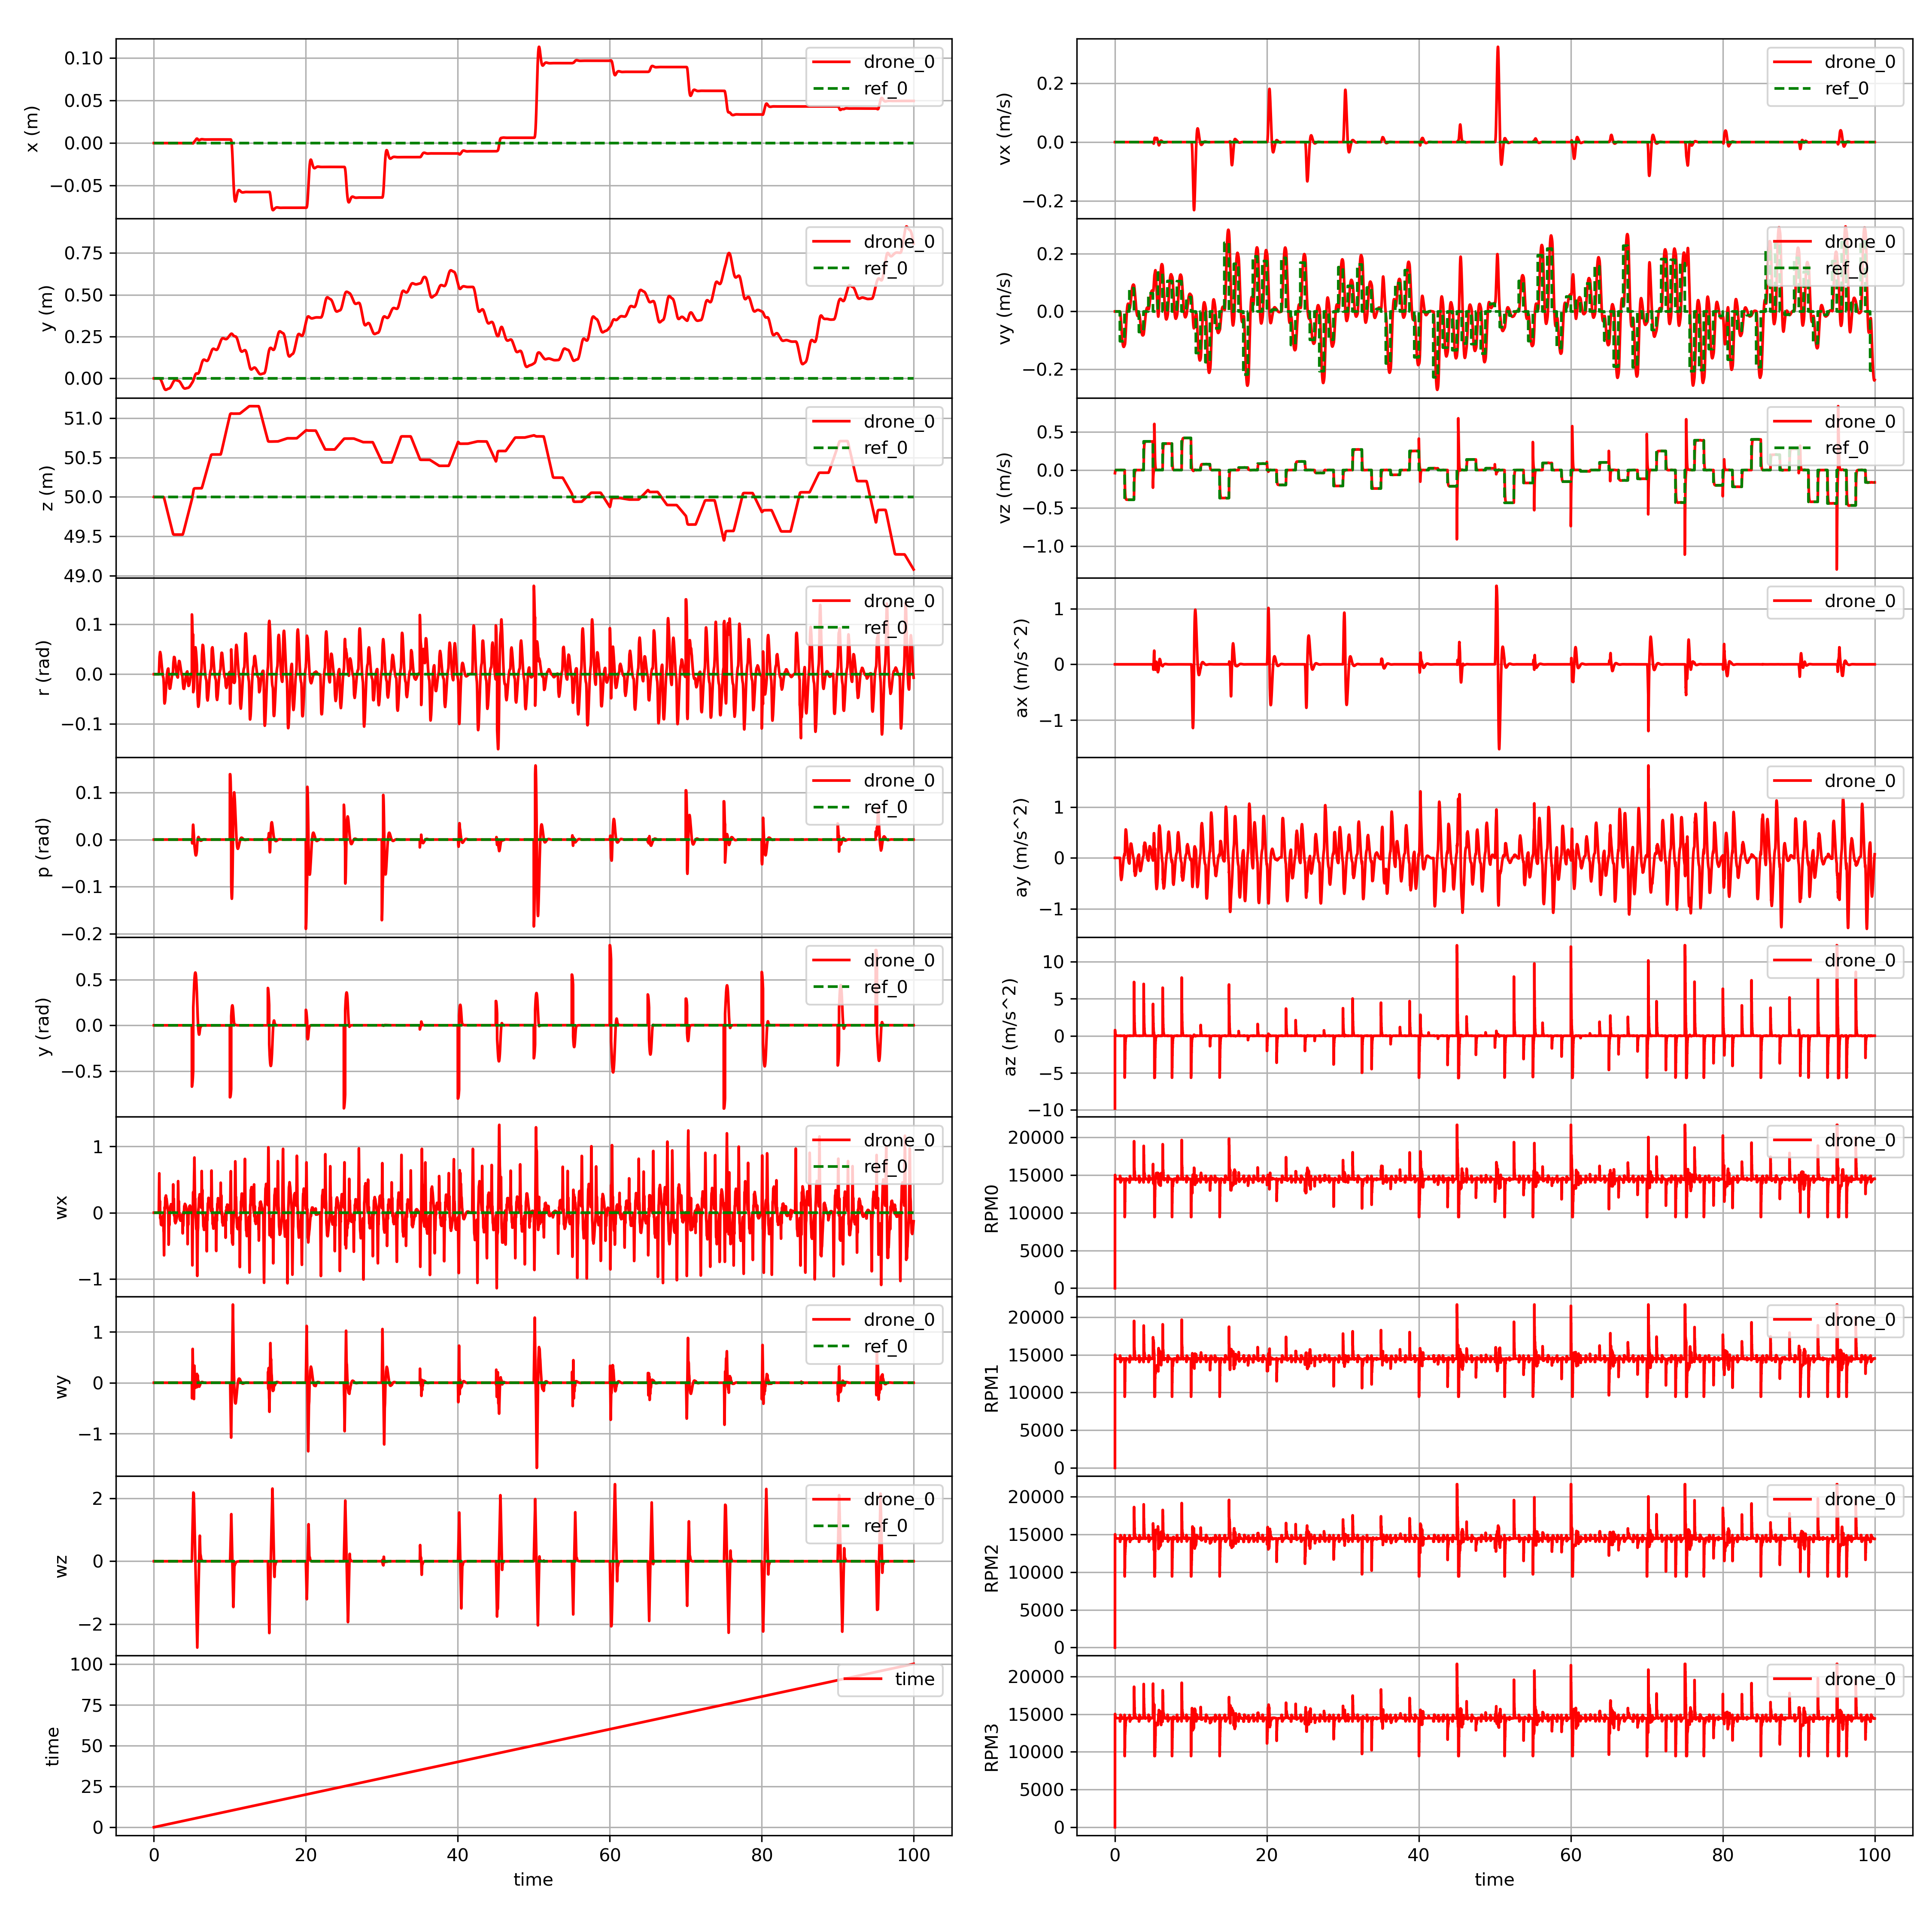 x (m)
0.10
0.05
0.00
−0.05
drone_0
ref_0
y (m)
0.75
0.50
0.25
0.00
drone_0
ref_0
z (m)
51.0
50.5
50.0
49.5
49.0
drone_0
ref_0
r (rad)
0.1
0.0
−0.1
drone_0
ref_0
p (rad)
0.1
0.0
−0.1
−0.2
drone_0
ref_0
y (rad)
0.5
0.0
−0.5
drone_0
ref_0
wx
1
0
−1
drone_0
ref_0
wy
1
0
−1
drone_0
ref_0
wz
2
0
−2
drone_0
ref_0
time
100
75
50
25
0
time
0 20 40 60 80 100
time
vx (m/s)
0.2
0.0
−0.2
drone_0
ref_0
vy (m/s)
0.2
0.0
−0.2
drone_0
ref_0
vz (m/s)
0.5
0.0
−0.5
−1.0
drone_0
ref_0
ax (m/s^2)
1
0
−1
drone_0
ay (m/s^2)
1
0
−1
drone_0
az (m/s^2)
10
5
0
−5
−10
drone_0
RPM0
20000
15000
10000
5000
0
drone_0
RPM1
20000
15000
10000
5000
0
drone_0
RPM2
20000
15000
10000
5000
0
drone_0
RPM3
20000
15000
10000
5000
0
drone_0
0 20 40 60 80 100
time